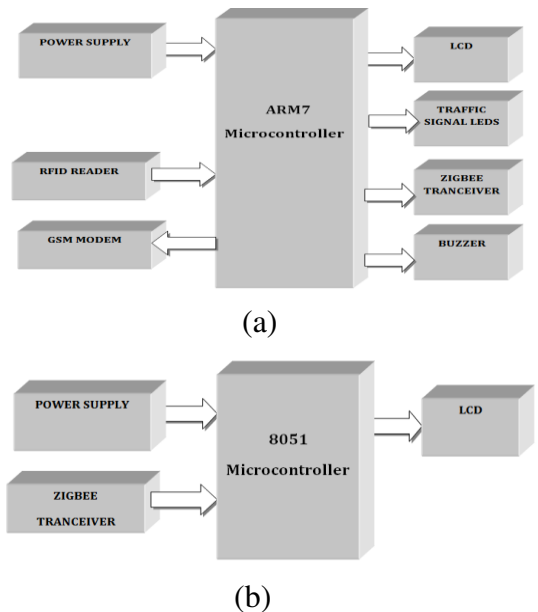 POWER SUPPLY
RFID READER
GSM MODEM
ARM7
Microcontroller
LCD
TRAFFIC
SIGNAL LEDS
ZIGBEE
TRANCEIVER
BUZZER
(a)
POWER SUPPLY
ZIGBEE
TRANCEIVER
8051
Microcontroller
LCD
(b)